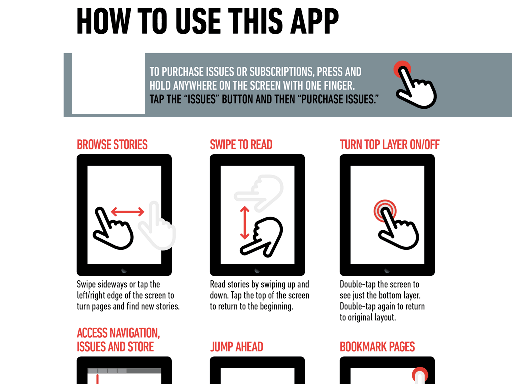 HOW TO USE THIS APP
TO PURCHASE ISSUES OR SUBSCRIPTIONS, PRESS AND
HOLD ANYWHERE ON THE SCREEN WITH ONE FINGER.
TAP THE "ISSUES" BUTTON AND THEN "PURCHASE ISSUES."
BROWSE STORIES
Swipe sideways or tap the
left/right edge of the screen to
turn pages and find new stories.
SWIPE TO READ
Read stories by swiping up and
down. Tap the top of the screen
to return to the beginning.
TURN TOP LAYER ON/OFF
Double-tap the screen to
see just the bottom layer.
Double-tap again to return
to original layout.
ACCESS NAVIGATION,
ISSUES AND STORE
JUMP AHEAD
BOOKMARK PAGES